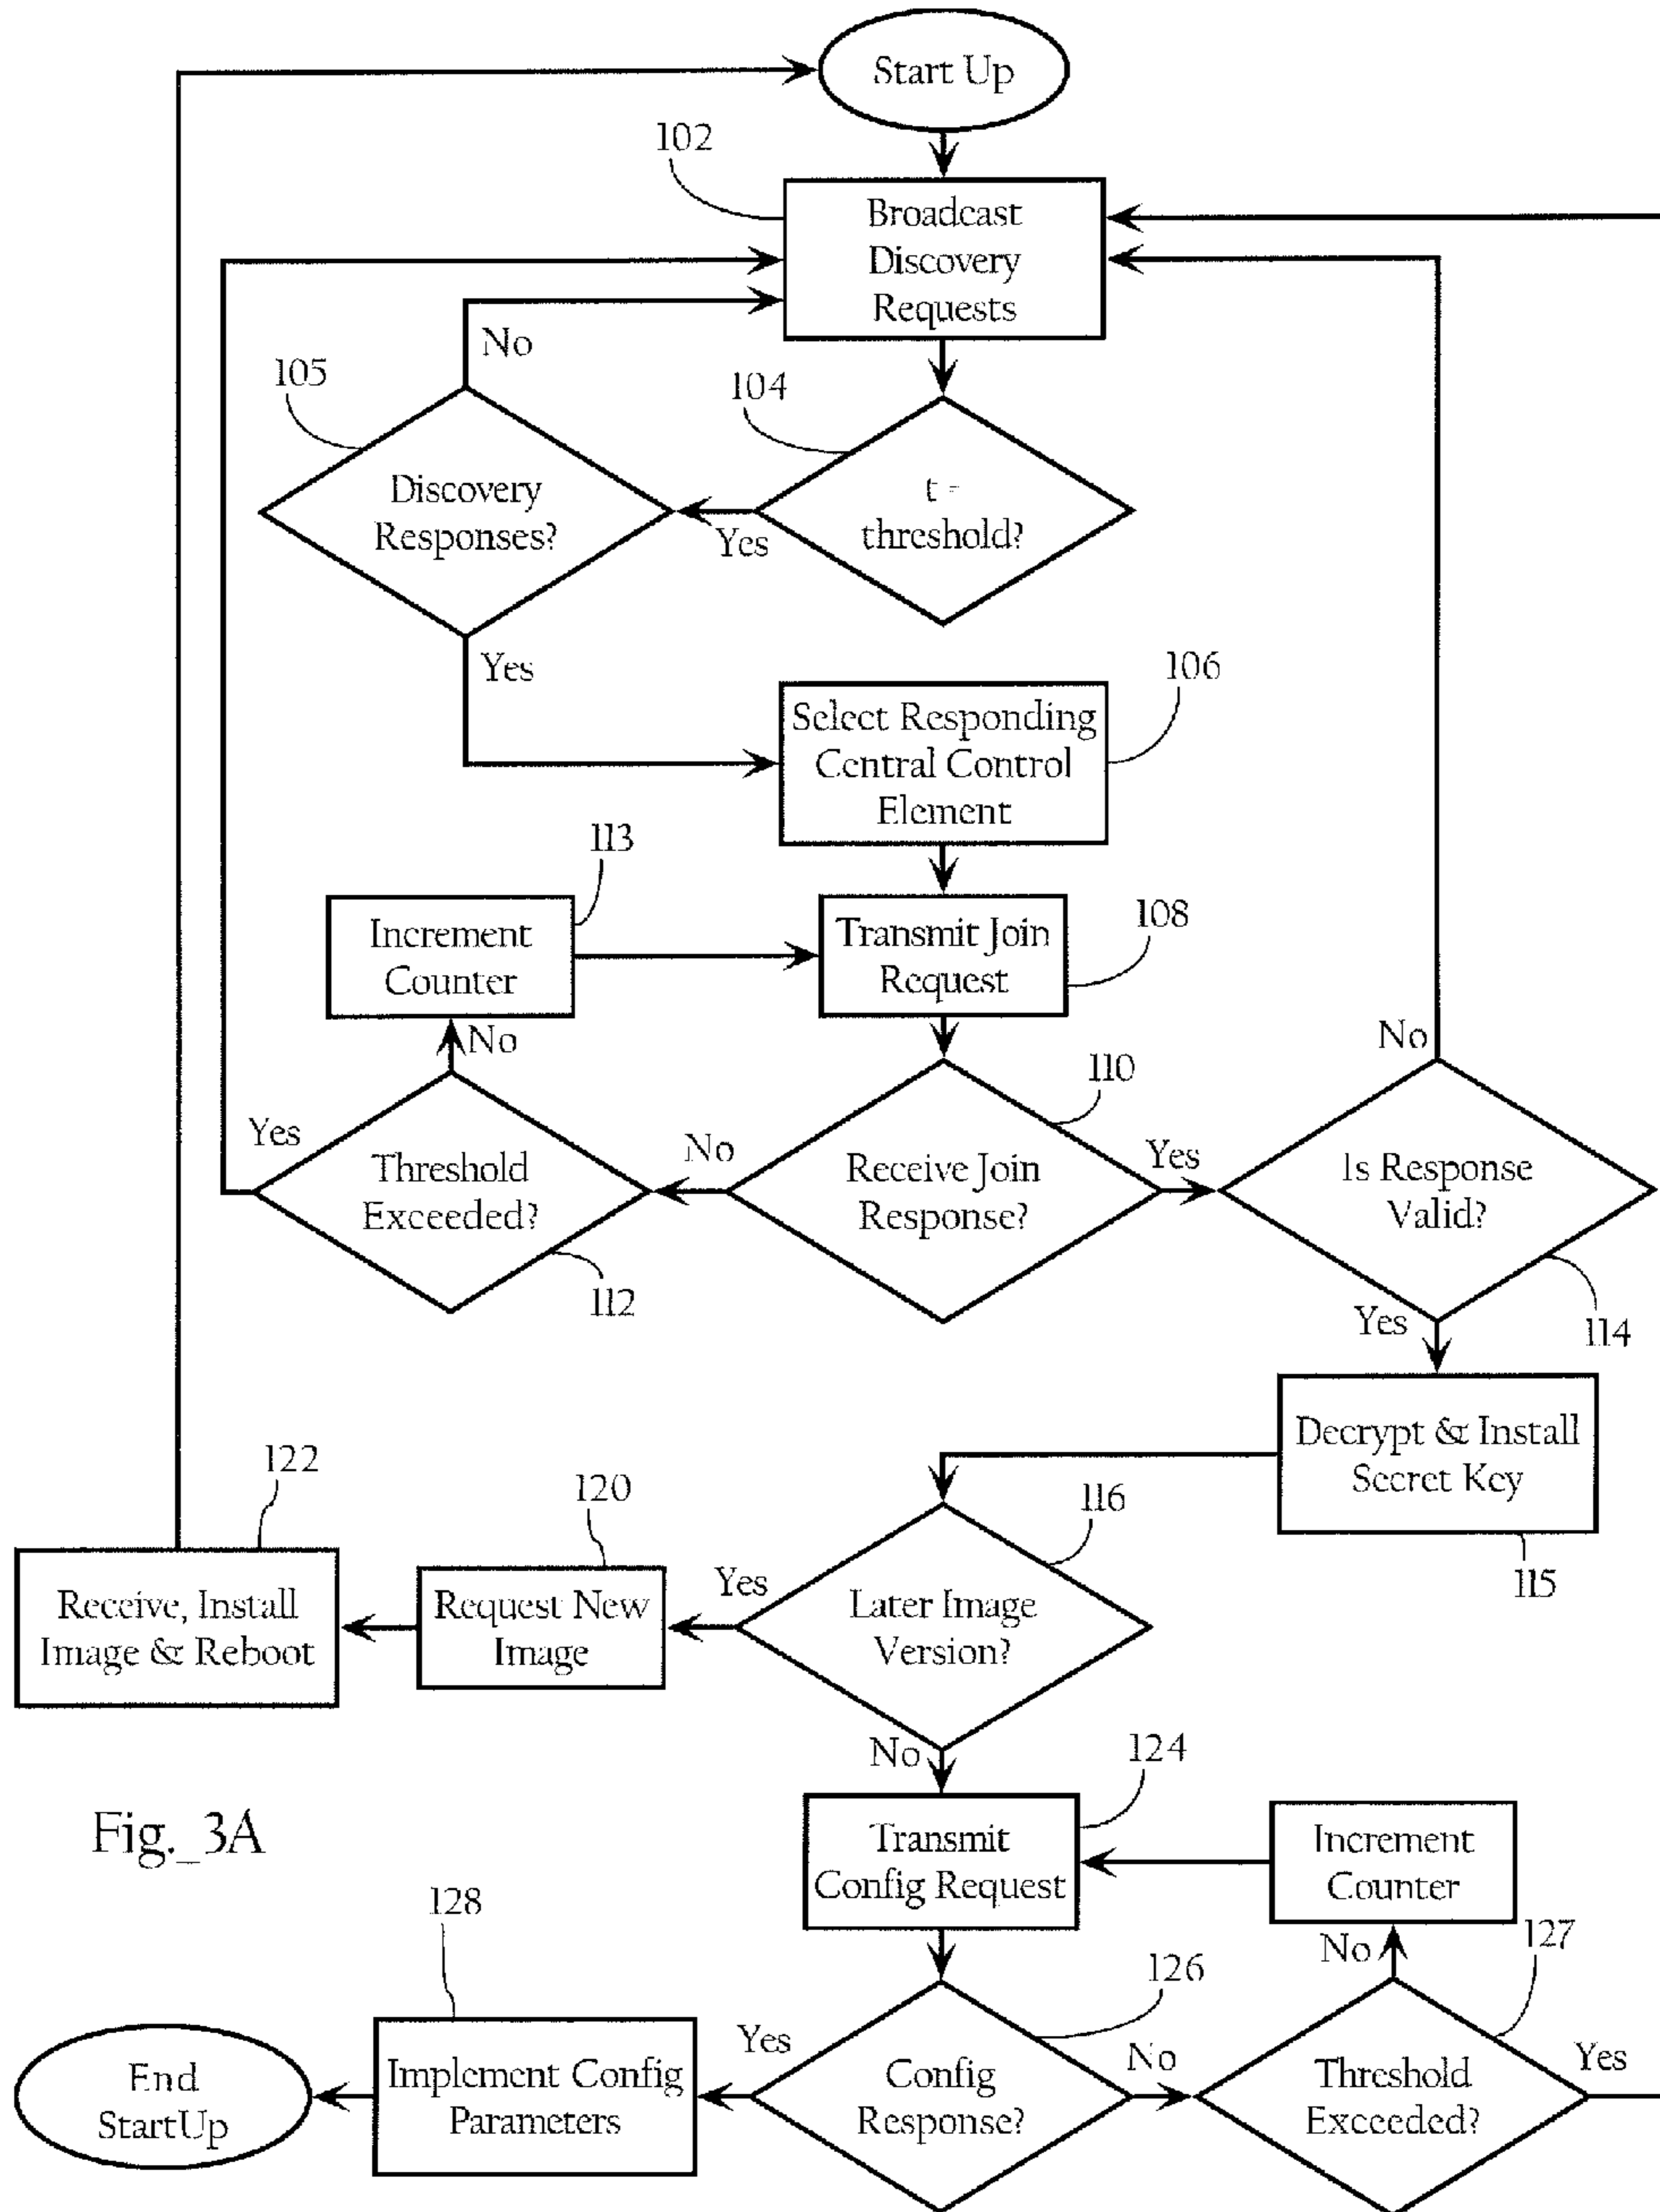 Start Up
102
Broadcast
Discovery
Requests
No
105
104
Discovery
Responses?
Yes
t =
threshold?
Yes
106
Select Responding
Central Control
Element
113
Increment
Counter
Transmit Join
Request
108
No
No
110
Yes
Threshold
Exceeded?
No
Receive Join
Response?
Yes
Is Response
Valid?
112
Yes
114
Decrypt & Install
Secret Key
115
122
120
116
Receive, Install
Image & Reboot
Request New
Image
Yes
Later Image
Version?
No
124
Fig._3A
Transmit
Config Request
Increment
Counter
128
No
127
126
End
StartUp
Implement Config
Parameters
Yes
Config
Response?
No
Threshold
Exceeded?
Yes